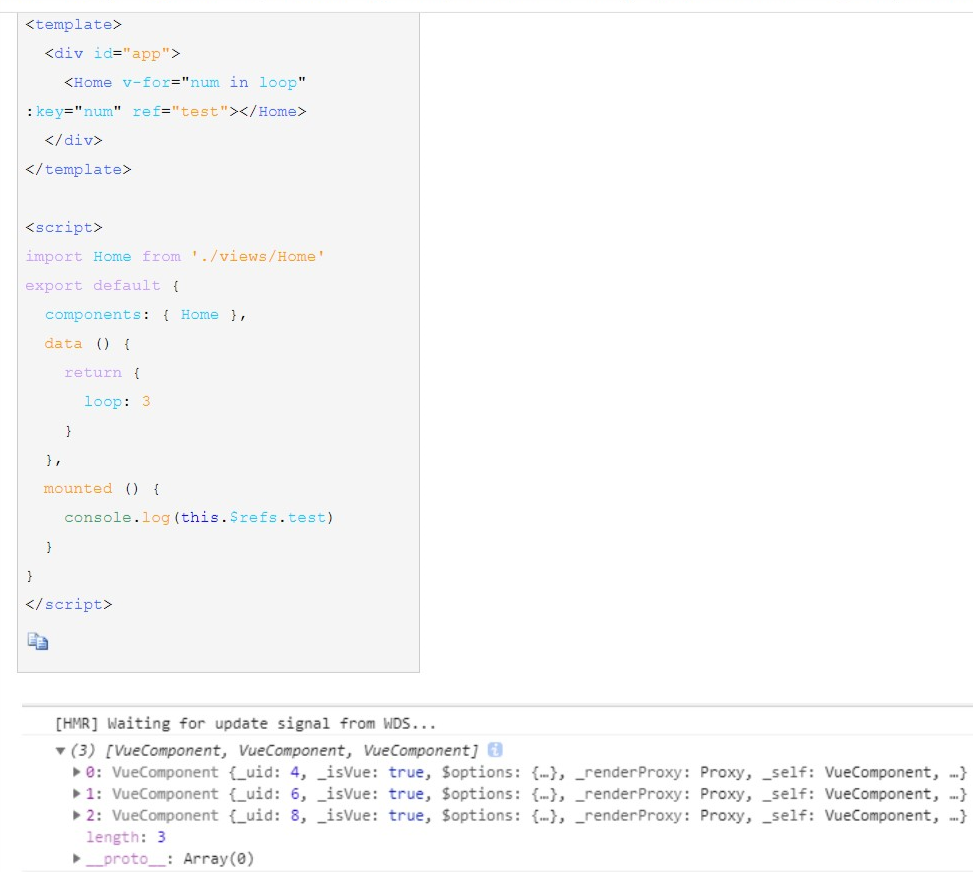 <template>
  <div id="app">
    <Home v-for="num in loop"
:key="num" ref="test"></Home>
  </div>
</template>
<script>
import Home from './views/Home'
export default {
  components: { Home },
  data () {
    return {
      loop: 3
    }
  },
  mounted () {
    console.log(this.$refs.test)
  }
}
</script>
[HMR] Waiting for update signal from WDS...
▼ (3) [VueComponent, VueComponent, VueComponent] i
▶ 0: VueComponent {_uid: 4, _isVue: true, $options: {…}, _renderProxy: Proxy, _self: VueComponent, …}
▶ 1: VueComponent {_uid: 6, _isVue: true, $options: {…}, _renderProxy: Proxy, _self: VueComponent, …}
▶ 2: VueComponent {_uid: 8, _isVue: true, $options: {…}, _renderProxy: Proxy, _self: VueComponent, …}
length: 3
▶ __proto__: Array(0)